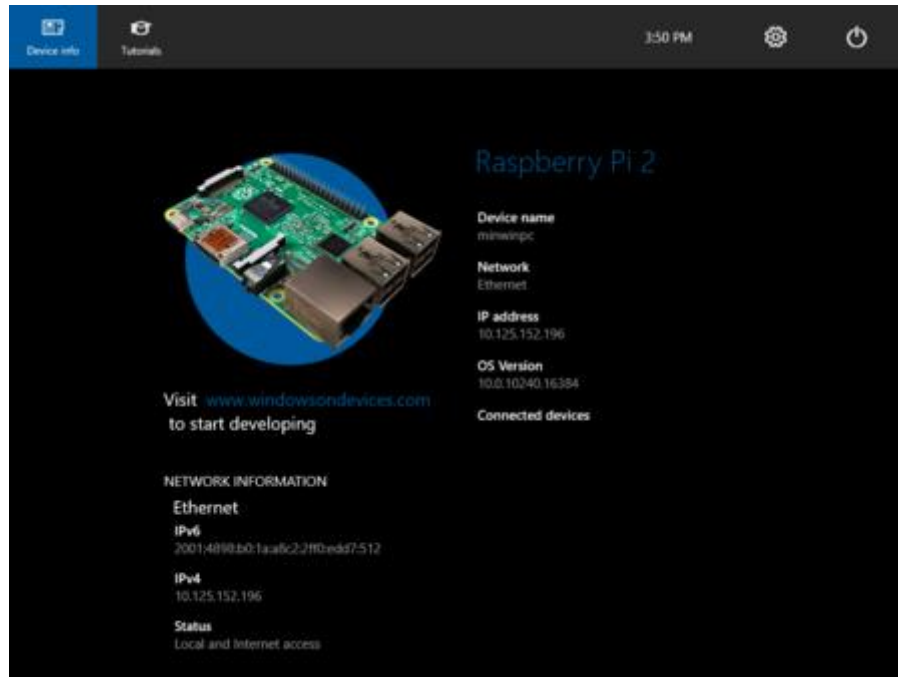 Device info
Tutorials
3:50 PM
Raspberry Pi 2
Device name
minwinpc
Network
Ethernet
IP address
10.125.152.196
OS Version
10.0.10240.16384
Connected devices
Visit www.windowsondevices.com
to start developing
NETWORK INFORMATION
Ethernet
IPv6
2001:4898:b0:1a:a8c2:2ff0:edd7:512
IPv4
10.125.152.196
Status
Local and Internet access